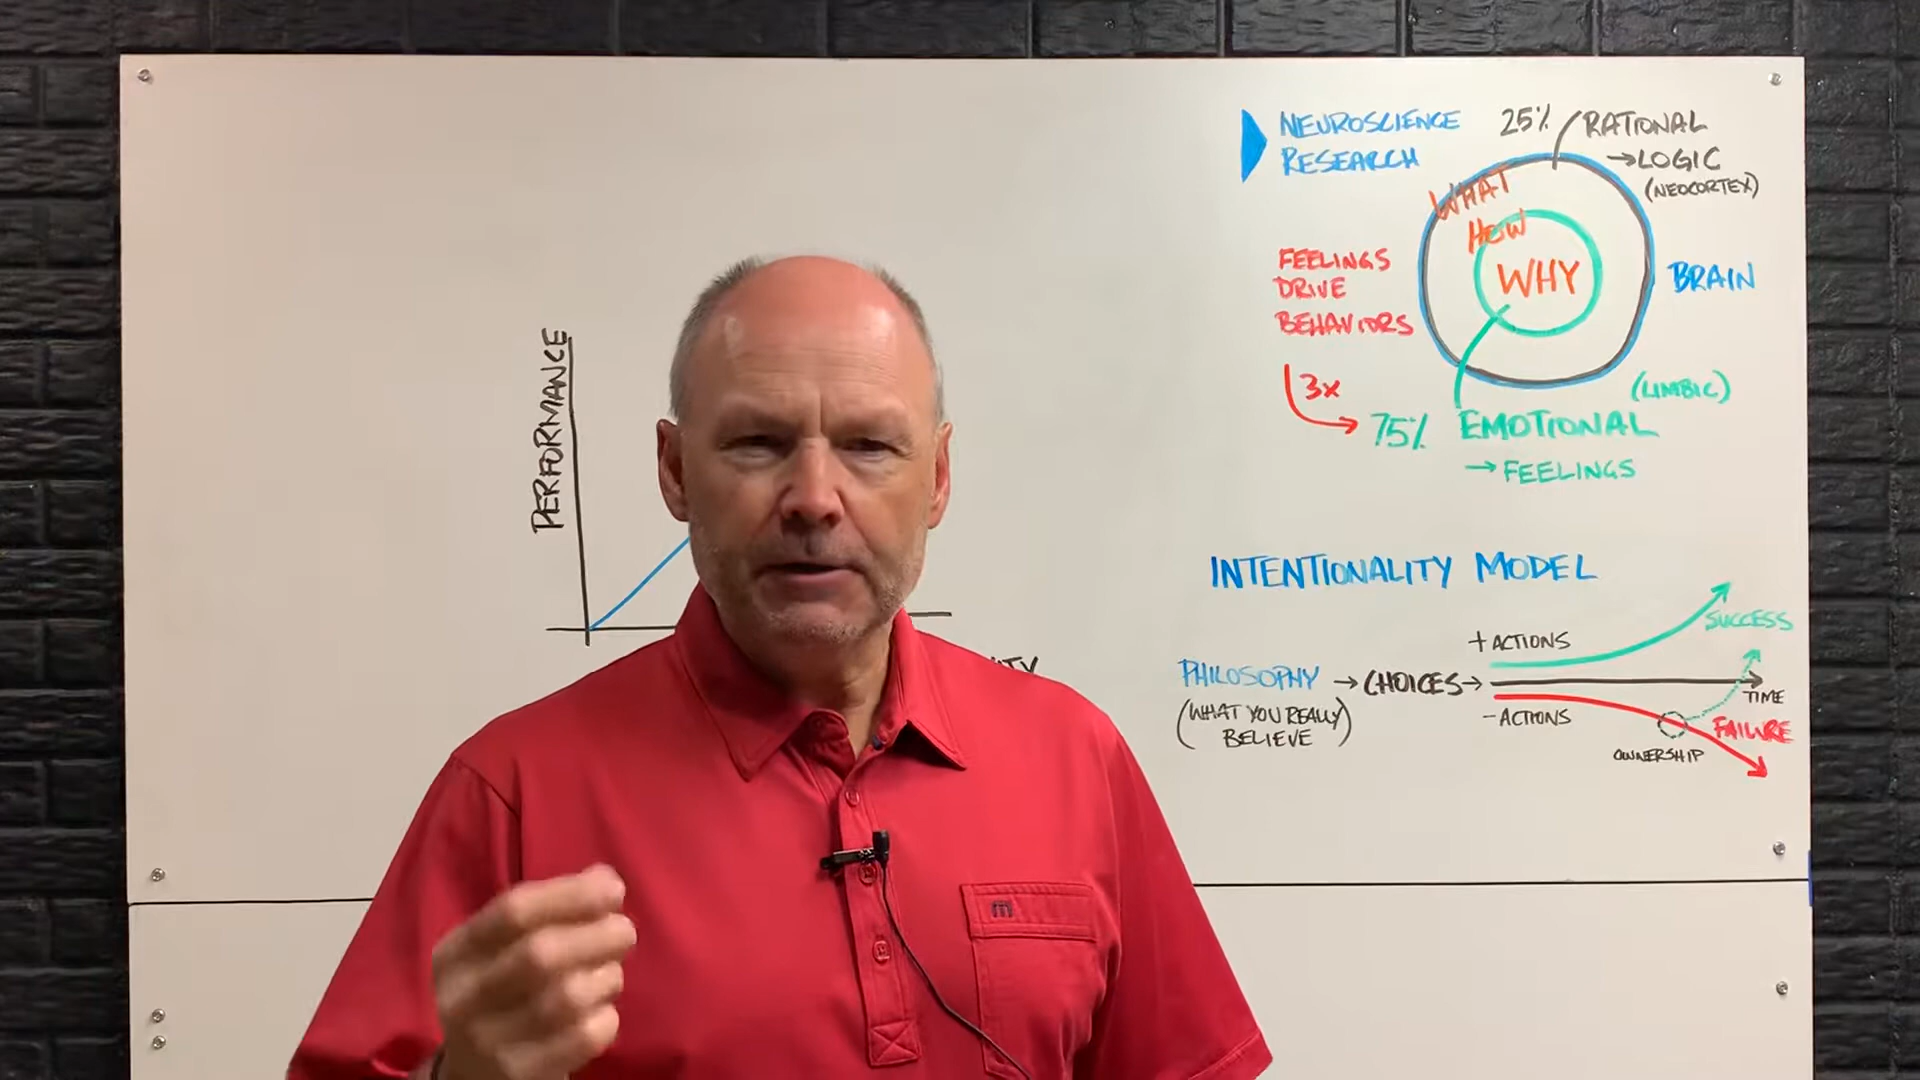 NEUROSCIENCE
RESEARCH
25%
RATIONAL
→LOGIC
(NEOCORTEX)
WHAT
HOW
WHY
BRAIN
FEELINGS
DRIVE
BEHAVIORS
3x
(LIMBIC)
75% EMOTIONAL
→ FEELINGS
PERFORMANCE
INTENTIONALITY MODEL
+ ACTIONS
SUCCESS
PHILOSOPHY → CHOICES →
TIME
(WHAT YOU REALLY
BELIEVE)
- ACTIONS
FAILURE
OWNERSHIP